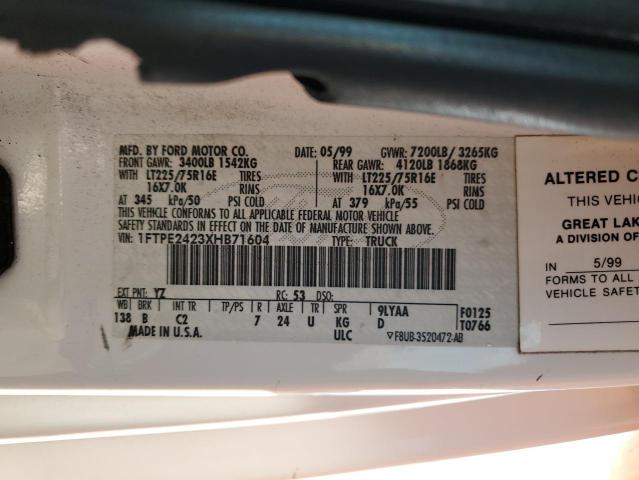 MFD. BY FORD MOTOR CO.
DATE: 05/99
GVWR: 7200LB/ 3265KG
FRONT GAWR: 3400LB 1542KG
REAR GAWR: 4120LB 1868KG
WITH LT225/75R16E TIRES
WITH LT225/75R16E TIRES
16X7.0K RINS
16X7.0K RINS
AT 345 kPa/50 PSI COLD
AT 379 kPa/55 PSI COLD
THIS VEHICLE CONFORMS TO ALL APPLICABLE FEDERAL MOTOR VEHICLE
SAFETY STANDARDS IN EFFECT ON THE DATE OF MANUFACTURE SHOWN ABOVE.
VIN: 1FTPE2423XHB71604
TYPE: TRUCK
EXT PNT: YZ RC: 53 DSO:
WB BRK INT TR TP/PS R AXLE TR SPR 9LYAA F0125
138 B C2 7 24 U KG D T0766
MADE IN U.S.A. ULC ▽F8UB-3520472-AB
ALTERED
THIS VEHI
GREAT LAK
A DIVISION OF
IN 5/99
FORMS TO ALL
VEHICLE SAFET